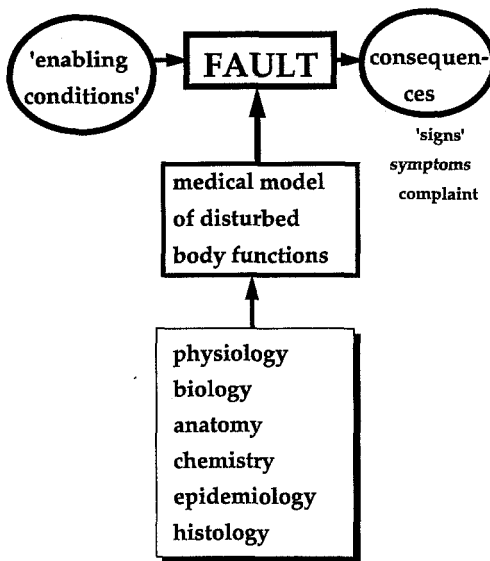 'enabling
conditions'
FAULT
consequen-
ces
'signs'
symptoms
complaint
medical model
of disturbed
body functions
physiology
biology
anatomy
chemistry
epidemiology
histology